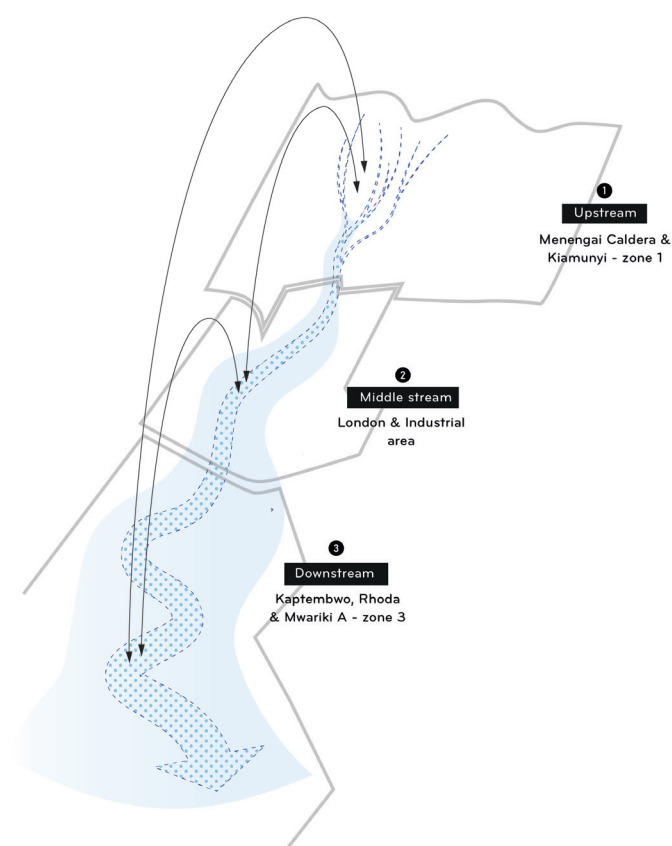 1
Upstream
Menengai Caldera &
Kiamunyi - zone 1
2
Middle stream
London & Industrial
area
3
Downstream
Kaptembwo, Rhoda
& Mwariki A - zone 3